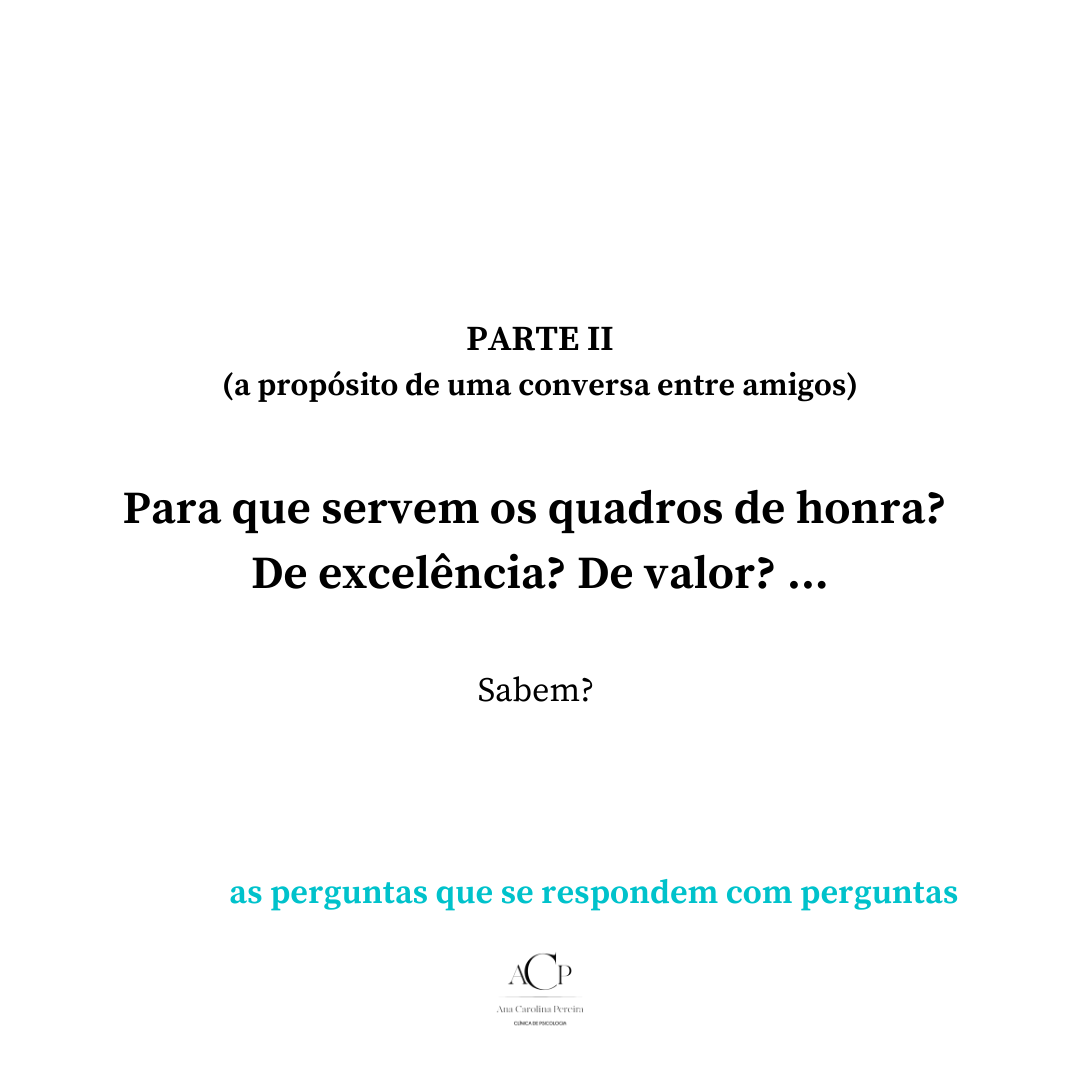 PARTE II
(a propósito de uma conversa entre amigos)
Para que servem os quadros de honra?
De excelência? De valor? ...
Sabem?
as perguntas que se respondem com perguntas
ACP
Ana Carolina Pereira
CLÍNICA DE PSICOLOGIA